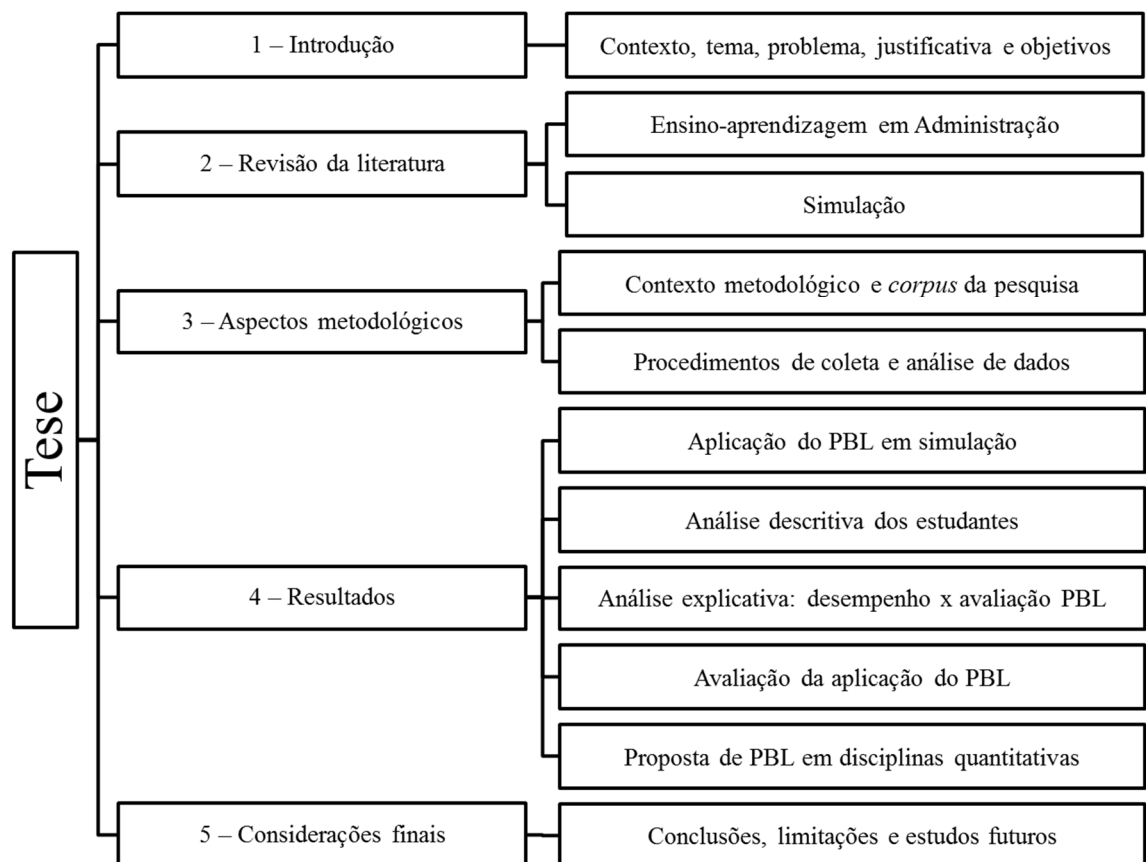 Tese
1 – Introdução
Contexto, tema, problema, justificativa e objetivos
2 – Revisão da literatura
Ensino-aprendizagem em Administração
Simulação
3 – Aspectos metodológicos
Contexto metodológico e corpus da pesquisa
Procedimentos de coleta e análise de dados
4 – Resultados
Aplicação do PBL em simulação
Análise descritiva dos estudantes
Análise explicativa: desempenho x avaliação PBL
Avaliação da aplicação do PBL
Proposta de PBL em disciplinas quantitativas
5 – Considerações finais
Conclusões, limitações e estudos futuros